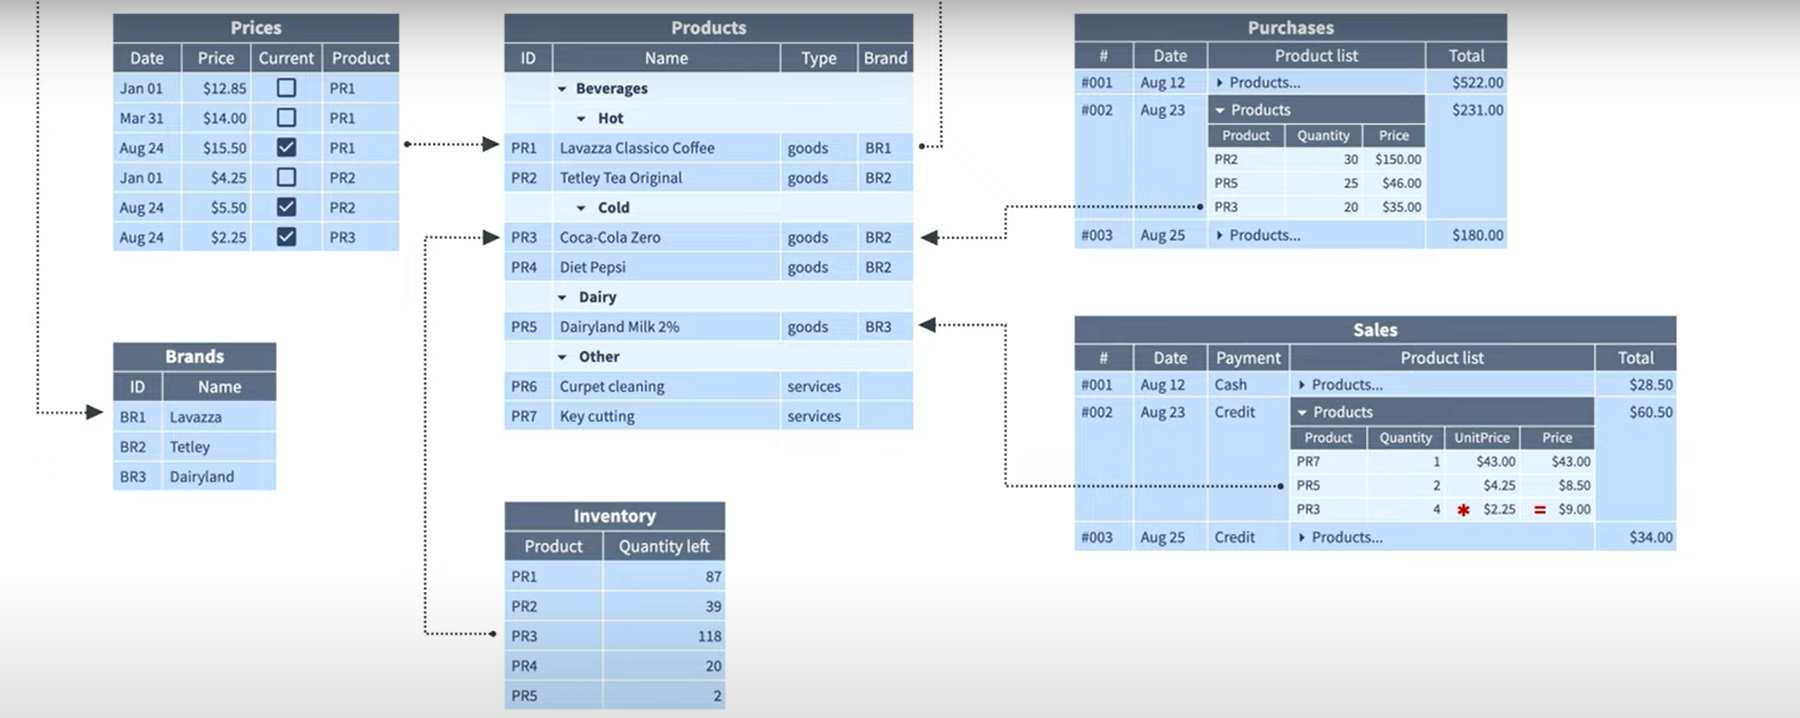 Prices
Date Price Current Product
Jan 01 $12.85 PR1
Mar 31 $14.00 PR1
Aug 24 $15.50 PR1
Jan 01 $4.25 PR2
Aug 24 $5.50 PR2
Aug 24 $2.25 PR3
Brands
ID Name
BR1 Lavazza
BR2 Tetley
BR3 Dairyland
Products
ID Name Type Brand
Beverages
Hot
PR1 Lavazza Classico Coffee goods BR1
PR2 Tetley Tea Original goods BR2
Cold
PR3 Coca-Cola Zero goods BR2
PR4 Diet Pepsi goods BR2
Dairy
PR5 Dairyland Milk 2% goods BR3
Other
PR6 Curpet cleaning services
PR7 Key cutting services
Inventory
Product Quantity left
PR1 87
PR2 39
PR3 118
PR4 20
PR5 2
Purchases
# Date Product list Total
#001 Aug 12 Products... $522.00
#002 Aug 23 Products $231.00
Product Quantity Price
PR2 30 $150.00
PR5 25 $46.00
PR3 20 $35.00
#003 Aug 25 Products... $180.00
Sales
# Date Payment Product list Total
#001 Aug 12 Cash Products... $28.50
#002 Aug 23 Credit Products $60.50
Product Quantity UnitPrice Price
PR7 1 $43.00 $43.00
PR5 2 $4.25 $8.50
PR3 4 * $2.25 = $9.00
#003 Aug 25 Credit Products... $34.00